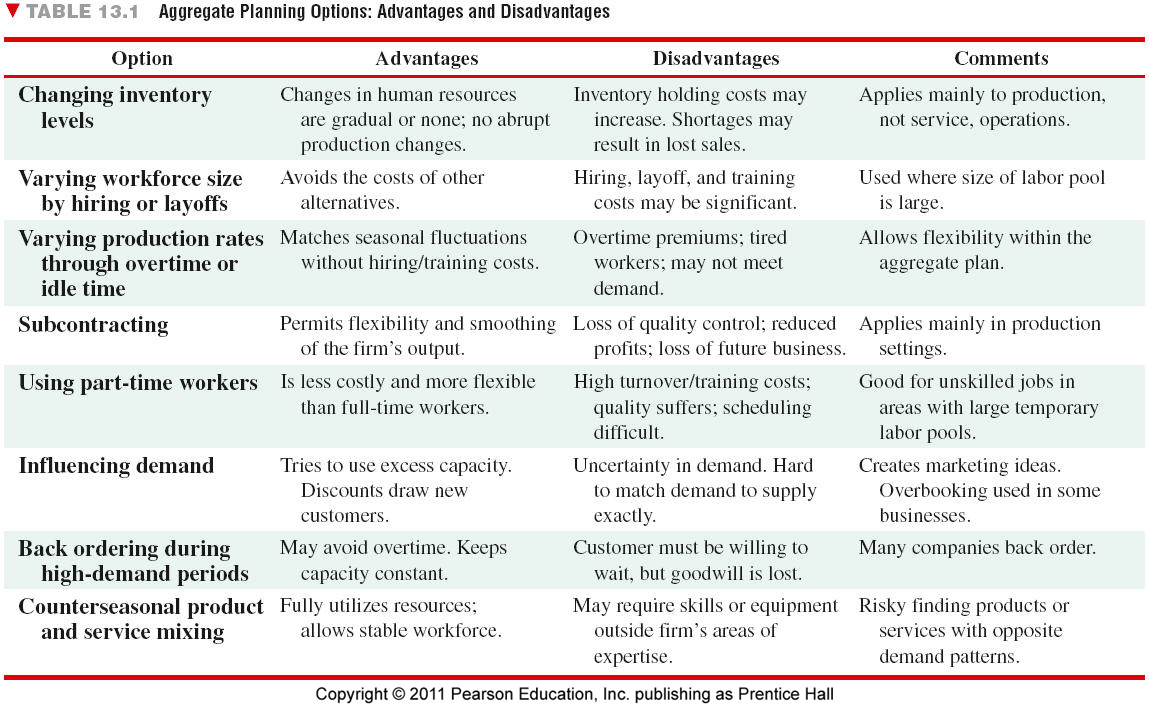 ▼ TABLE 13.1 Aggregate Planning Options: Advantages and Disadvantages
Option Advantages Disadvantages Comments
Changing inventory Changes in human resources Inventory holding costs may Applies mainly to production,
levels are gradual or none; no abrupt increase. Shortages may not service, operations.
production changes. result in lost sales.
Varying workforce size Avoids the costs of other Hiring, layoff, and training Used where size of labor pool
by hiring or layoffs alternatives. costs may be significant. is large.
Varying production rates Matches seasonal fluctuations Overtime premiums; tired Allows flexibility within the
through overtime or without hiring/training costs. workers; may not meet aggregate plan.
idle time demand.
Subcontracting Permits flexibility and smoothing Loss of quality control; reduced Applies mainly in production
of the firm's output. profits; loss of future business. settings.
Using part-time workers Is less costly and more flexible High turnover/training costs; Good for unskilled jobs in
than full-time workers. quality suffers; scheduling areas with large temporary
difficult. labor pools.
Influencing demand Tries to use excess capacity. Uncertainty in demand. Hard Creates marketing ideas.
Discounts draw new to match demand to supply Overbooking used in some
customers. exactly. businesses.
Back ordering during May avoid overtime. Keeps Customer must be willing to Many companies back order.
high-demand periods capacity constant. wait, but goodwill is lost.
Counterseasonal product Fully utilizes resources; May require skills or equipment Risky finding products or
and service mixing allows stable workforce. outside firm's areas of services with opposite
expertise. demand patterns.
Copyright © 2011 Pearson Education, Inc. publishing as Prentice Hall